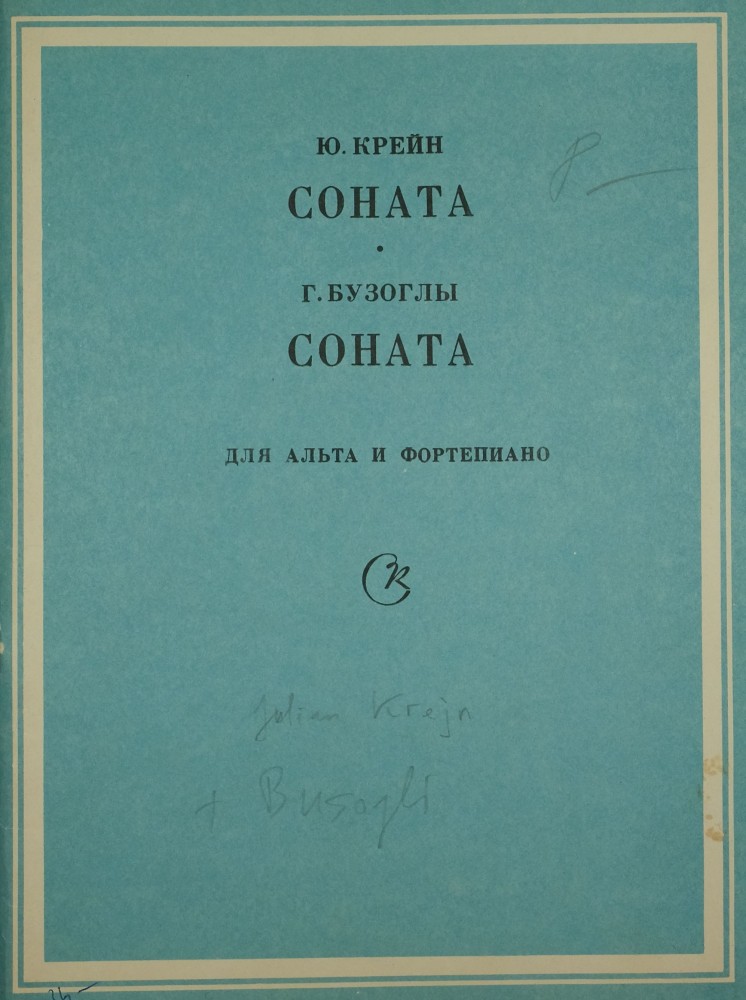 Ю. КРЕЙН
СОНАТА
•
Г. БУЗОГЛЫ
СОНАТА
ДЛЯ АЛЬТА И ФОРТЕПИАНО
Julian Krejn
+ Busogli